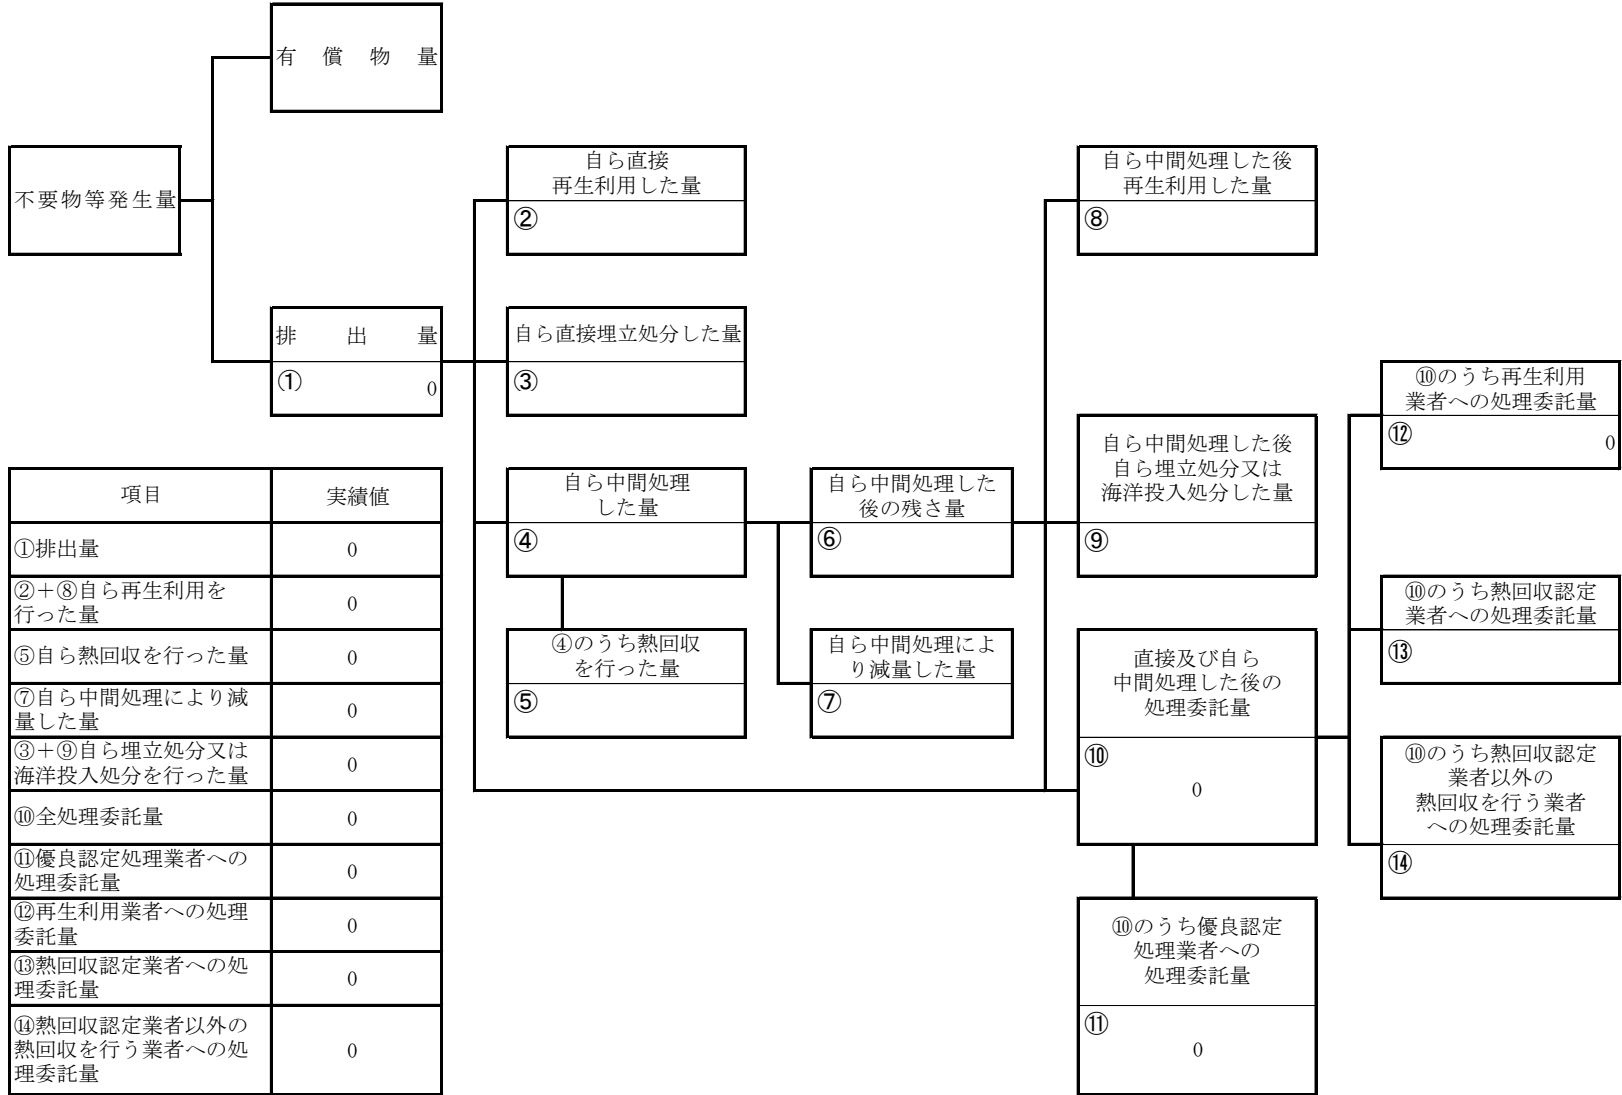 有償物量
不要物等発生量
排出量
①
0
自ら直接
再生利用した量
②
自ら直接埋立処分した量
③
自ら中間処理
した量
④
④のうち熱回収
を行った量
⑤
自ら中間処理した
後の残さ量
⑥
自ら中間処理によ
り減量した量
⑦
自ら中間処理した後
再生利用した量
⑧
自ら中間処理した後
自ら埋立処分又は
海洋投入処分した量
⑨
直接及び自ら
中間処理した後の
処理委託量
⑩
0
⑩のうち優良認定
処理業者への
処理委託量
⑪
0
⑩のうち再生利用
業者への処理委託量
⑫
0
⑩のうち熱回収認定
業者への処理委託量
⑬
⑩のうち熱回収認定
業者以外の
熱回収を行う業者
への処理委託量
⑭
項目 実績値
①排出量 0
②＋⑧自ら再生利用を
行った量 0
⑤自ら熱回収を行った量 0
⑦自ら中間処理により減
量した量 0
③＋⑨自ら埋立処分又は
海洋投入処分を行った量 0
⑩全処理委託量 0
⑪優良認定処理業者への
処理委託量 0
⑫再生利用業者への処理
委託量 0
⑬熱回収認定業者への処
理委託量 0
⑭熱回収認定業者以外の
熱回収を行う業者への処
理委託量 0